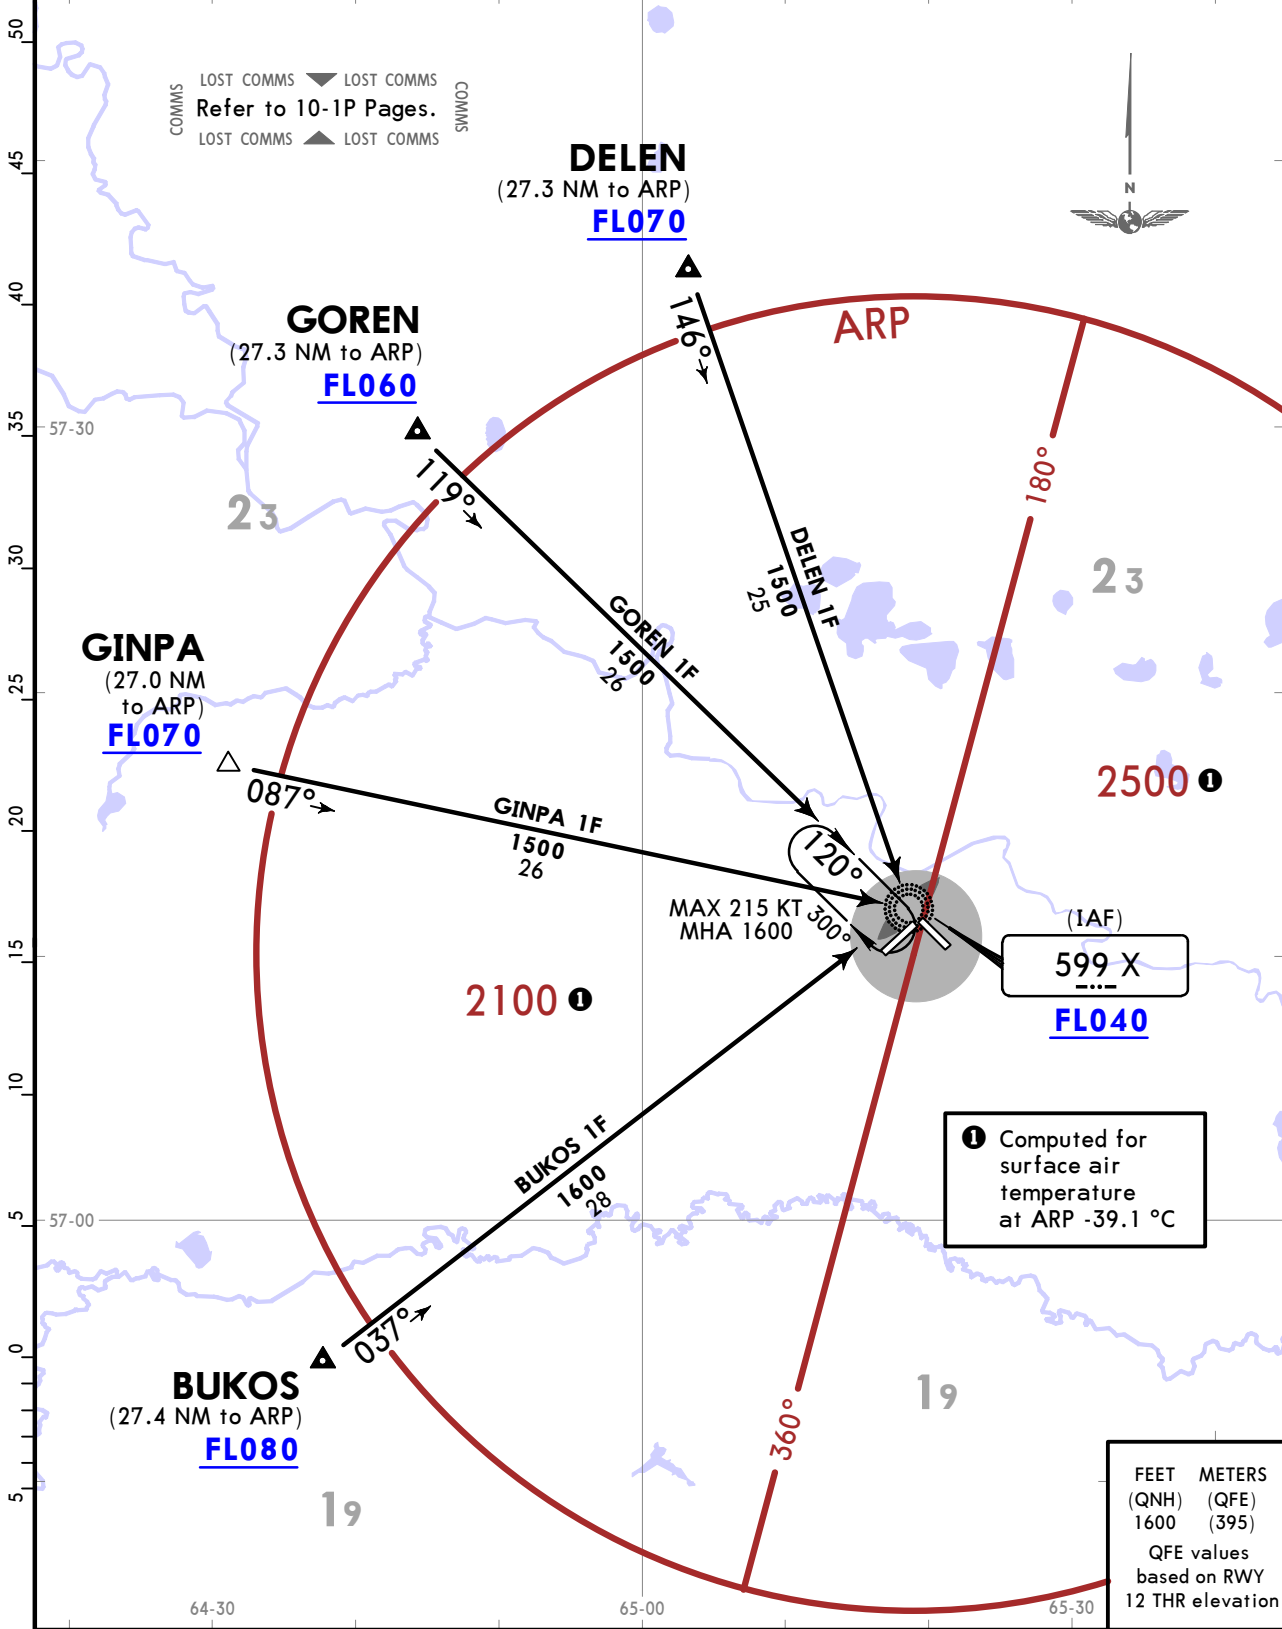 50
45
40
35
30
25
20
15
10
5
0
5
LOST COMMS LOST COMMS
COMMS
Refer to 10-1P Pages.
COMMS
LOST COMMS LOST COMMS
N
DELEN
(27.3 NM to ARP)
FL070
146°
GOREN
(27.3 NM to ARP)
FL060
119°
ARP
180°
57-30
23
23
DELEN 1F
1500
25
GOREN 1F
1500
26
GINPA
(27.0 NM
to ARP)
FL070
087°
GINPA 1F
1500
26
2500 1
120°
MAX 215 KT
MHA 1600
300°
(IAF)
599 X
FL040
2100 1
1 Computed for
surface air
temperature
at ARP -39.1 °C
BUKOS 1F
1600
28
57-00
037°
BUKOS
(27.4 NM to ARP)
FL080
360°
19
19
FEET METERS
(QNH) (QFE)
1600 (395)
QFE values
based on RWY
12 THR elevation
64-30
65-00
65-30